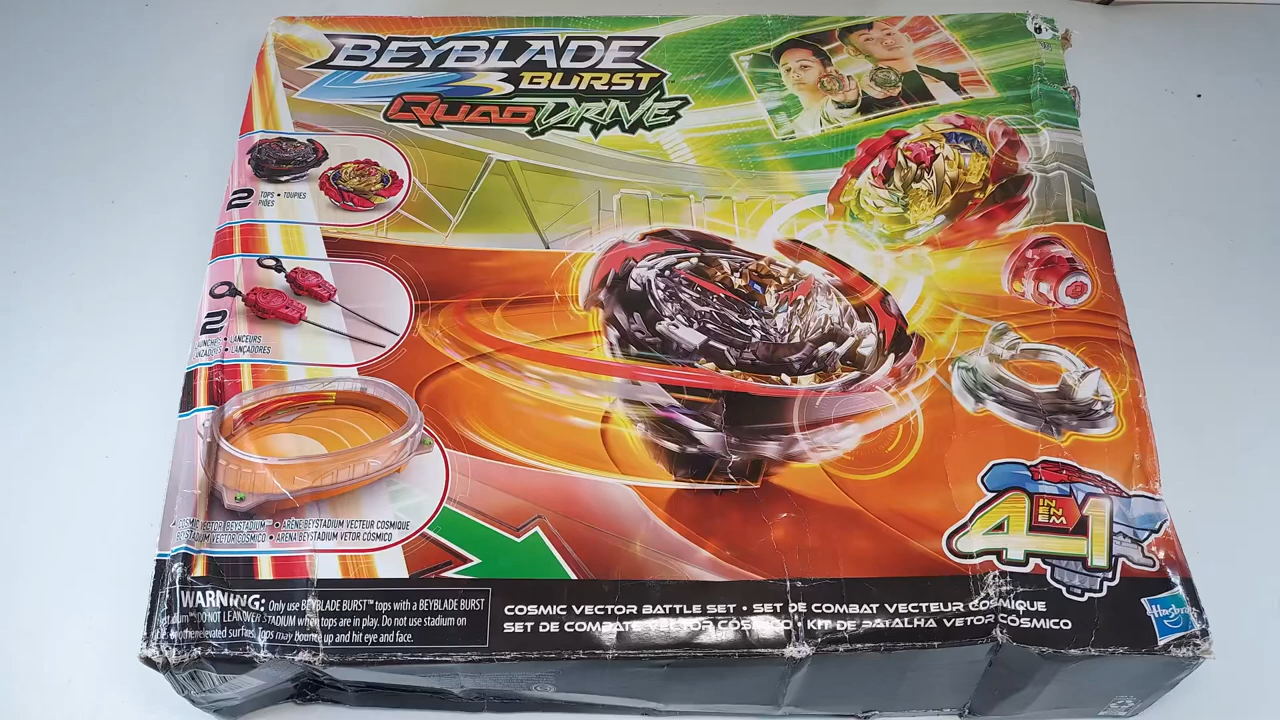 BEYBLADE
BURST
QUADDRIVE
2 TOPS • TOUPIES
PIÕES
2
• LANCEURS
• LANÇADORES
COSMIC VECTOR BEYSTADIUM™ • ARÈNE BEYSTADIUM VECTEUR COSMIQUE
BEYSTADIUM VECTOR CÓSMICO • ARENA BEYSTADIUM VETOR CÓSMICO
4 IN EN EM 1
WARNING: Only use BEYBLADE BURST™ tops with a BEYBLADE BURST
DO NOT LEAN OVER STADIUM when tops are in play. Do not use stadium on
elevated surface. Tops may bounce up and hit eye and face.
COSMIC VECTOR BATTLE SET • SET DE COMBAT VECTEUR COSMIQUE
SET DE COMBATE VECTOR CÓSMICO • KIT DE BATALHA VETOR CÓSMICO
Hasbro